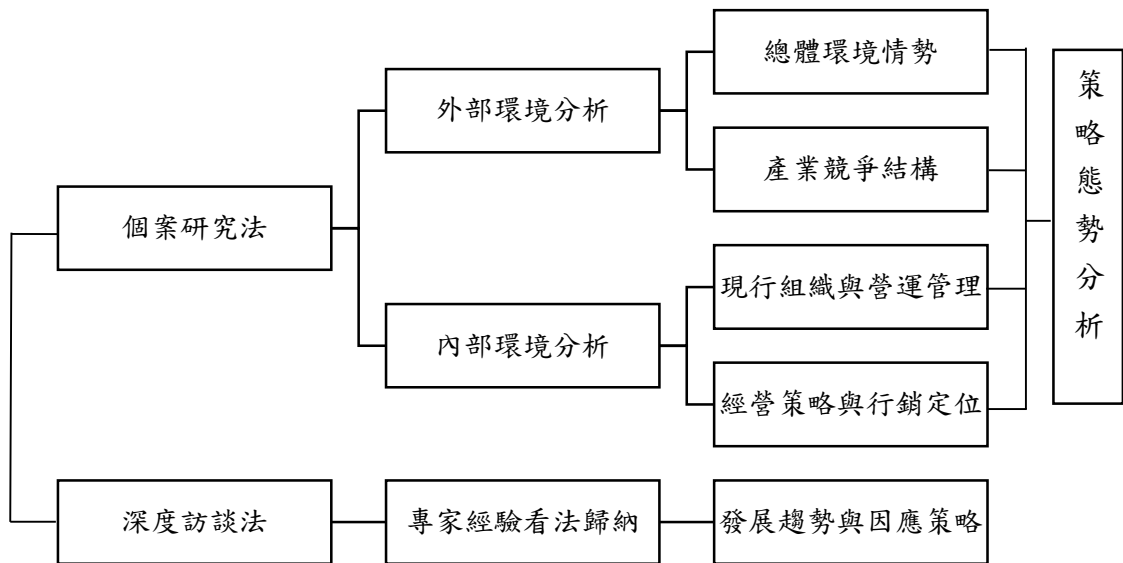 總體環境情勢
外部環境分析
產業競爭結構
個案研究法
現行組織與營運管理
內部環境分析
經營策略與行銷定位
策略態勢分析
深度訪談法
專家經驗看法歸納
發展趨勢與因應策略